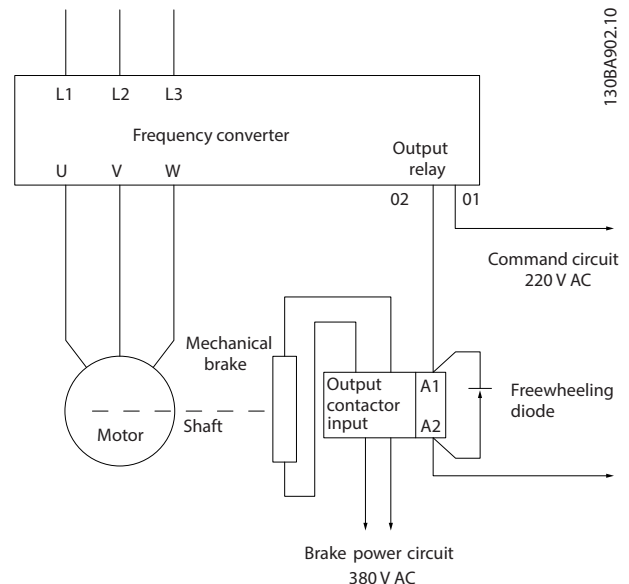 130BA902.10
L1 L2 L3
Frequency converter
Output
relay
U V W
02 01
Command circuit
220 V AC
Mechanical
brake
Output
contactor
input
A1
A2
Freewheeling
diode
Shaft
Motor
Brake power circuit
380 V AC